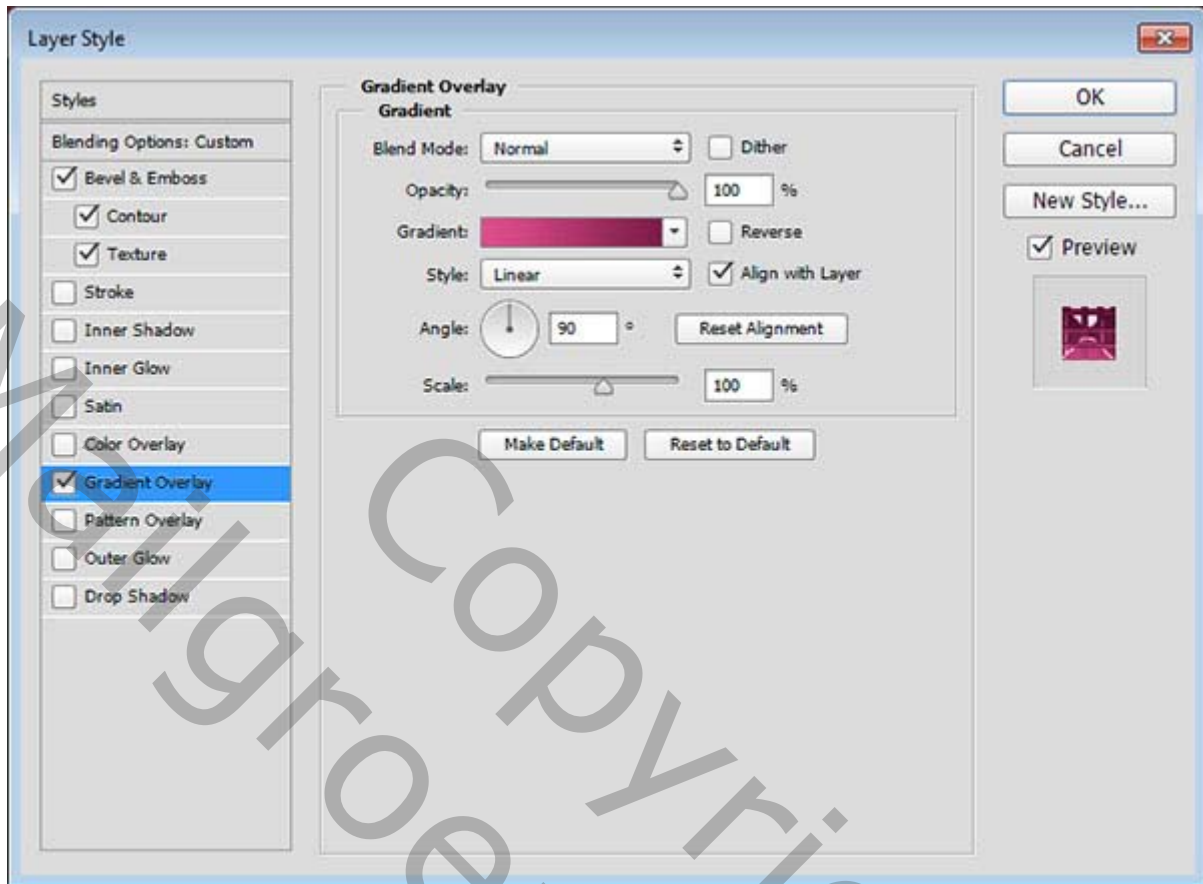 Layer Style
Styles
Blending Options: Custom
Bevel & Emboss
Contour
Texture
Stroke
Inner Shadow
Inner Glow
Satin
Color Overlay
Gradient Overlay
Pattern Overlay
Outer Glow
Drop Shadow
Gradient Overlay
Gradient
Blend Mode: Normal Dither
Opacity: 100 %
Gradient: Reverse
Style: Linear Align with Layer
Angle: 90 ° Reset Alignment
Scale: 100 %
Make Default Reset to Default
OK
Cancel
New Style...
Preview